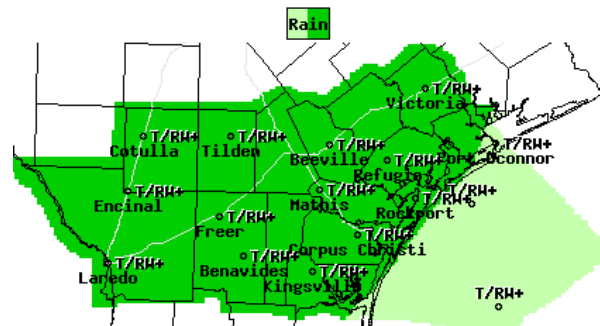 Rain
T/RW+
Victoria
T/RW+
Cotulla
T/RW+
Tilden
T/RW+
Beeville
T/RW+
Port Oconnor
T/RW+
Refugio
T/RW+
Encinal
T/RW+
Mathis
T/RW+
Rockport
T/RW+
T/RW+
Freer
T/RW+
Corpus Christi
T/RW+
Laredo
T/RW+
Benavides
T/RW+
Kingsville
T/RW+